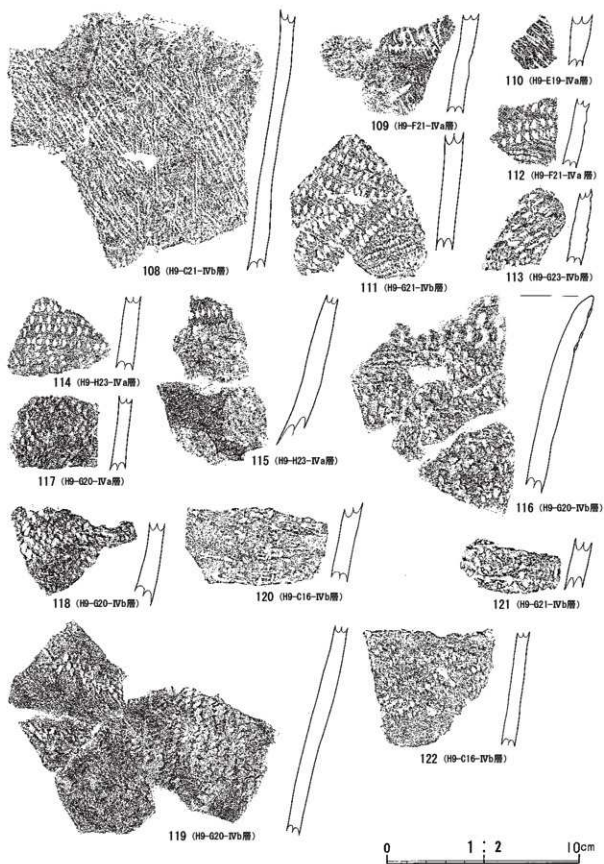 108 (H9-C21-Ⅳb層)
109 (H9-F21-Ⅳa層)
110 (H9-E19-Ⅳa層)
111 (H9-G21-Ⅳb層)
112 (H9-F21-Ⅳa層)
113 (H9-G23-Ⅳb層)
114 (H9-H23-Ⅳa層)
115 (H9-H23-Ⅳa層)
116 (H9-G20-Ⅳb層)
117 (H9-G20-Ⅳa層)
118 (H9-G20-Ⅳb層)
120 (H9-C16-Ⅳb層)
121 (H9-G21-Ⅳb層)
119 (H9-G20-Ⅳb層)
122 (H9-C16-Ⅳb層)
0 1:2 10cm